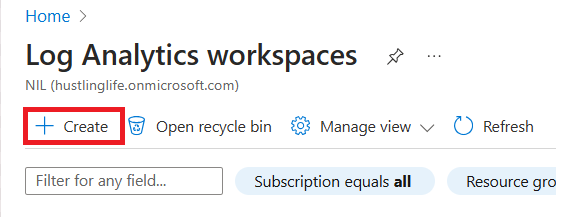 Home >
Log Analytics workspaces ...
NIL (hustlinglife.onmicrosoft.com)
+ Create Open recycle bin Manage view Refresh
Filter for any field... Subscription equals all Resource gro